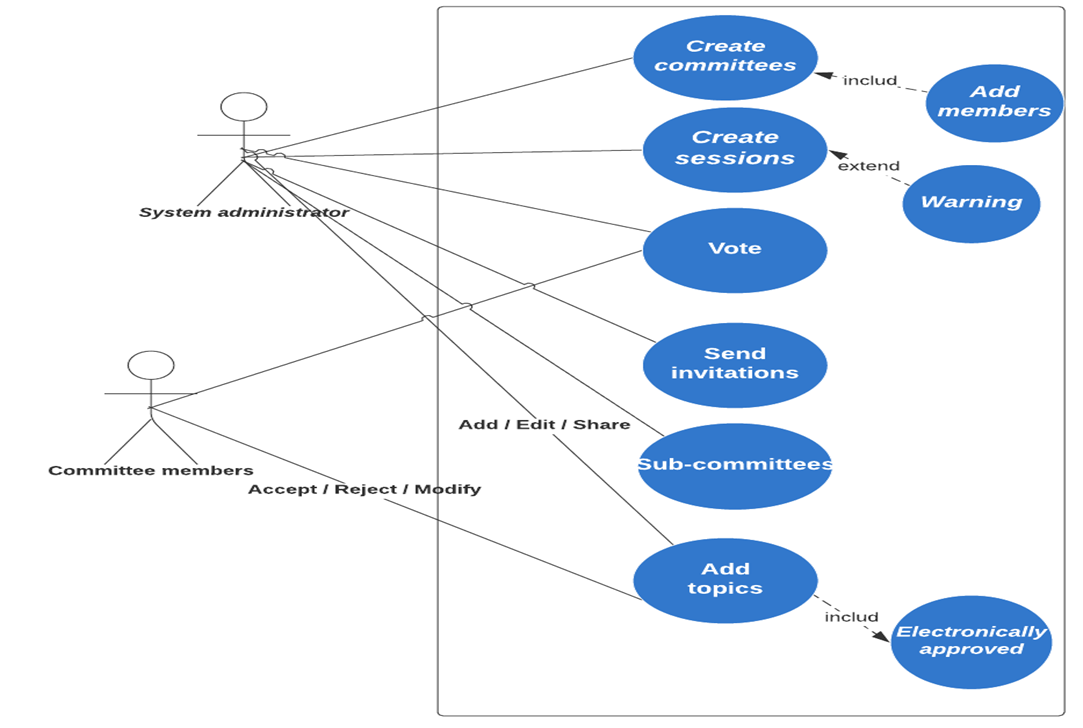 Create
committees
includ
Add
members
Create
sessions
extend
Warning
System administrator
Vote
Send
invitations
Add / Edit / Share
Sub-committees
Committee members
Accept / Reject / Modify
Add
topics
includ
Electronically
approved